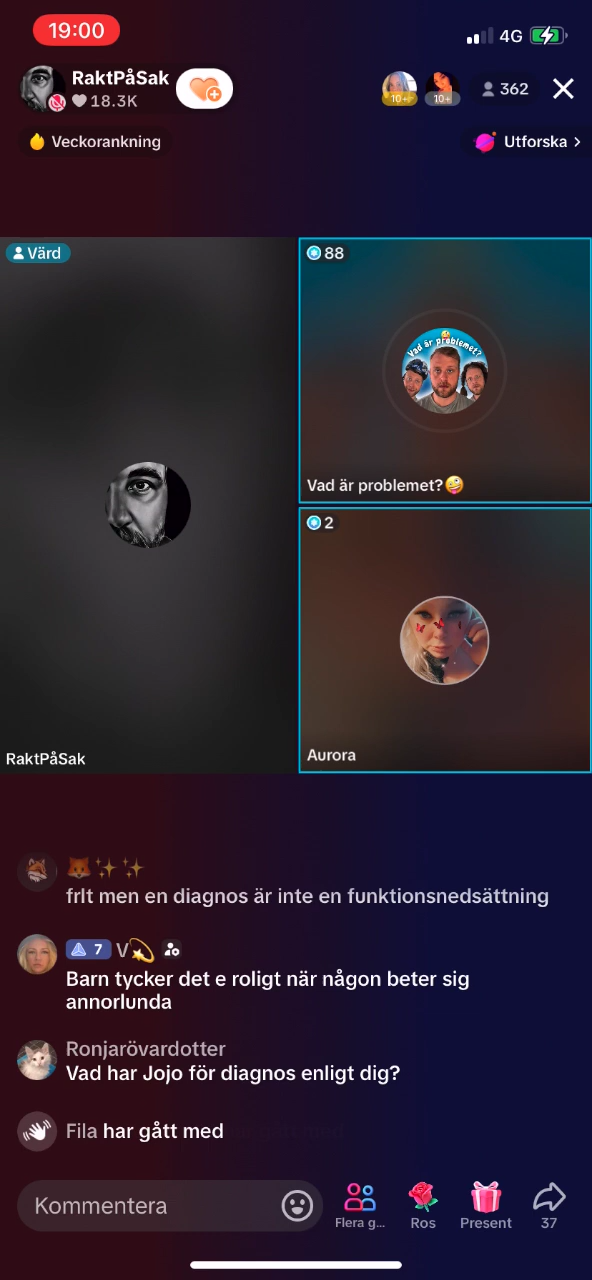 19:00
4G
RaktPåSak
18.3K
10+
10+
362
Veckorankning
Utforska >
Värd
88
Vad är problemet?
Vad är problemet?🤪
2
RaktPåSak
Aurora
🦊✨✨
frlt men en diagnos är inte en funktionsnedsättning
7 V💫
Barn tycker det e roligt när någon beter sig
annorlunda
Ronjarövardotter
Vad har Jojo för diagnos enligt dig?
Fila har gått med
Kommentera
Flera g...
Ros
Present
37